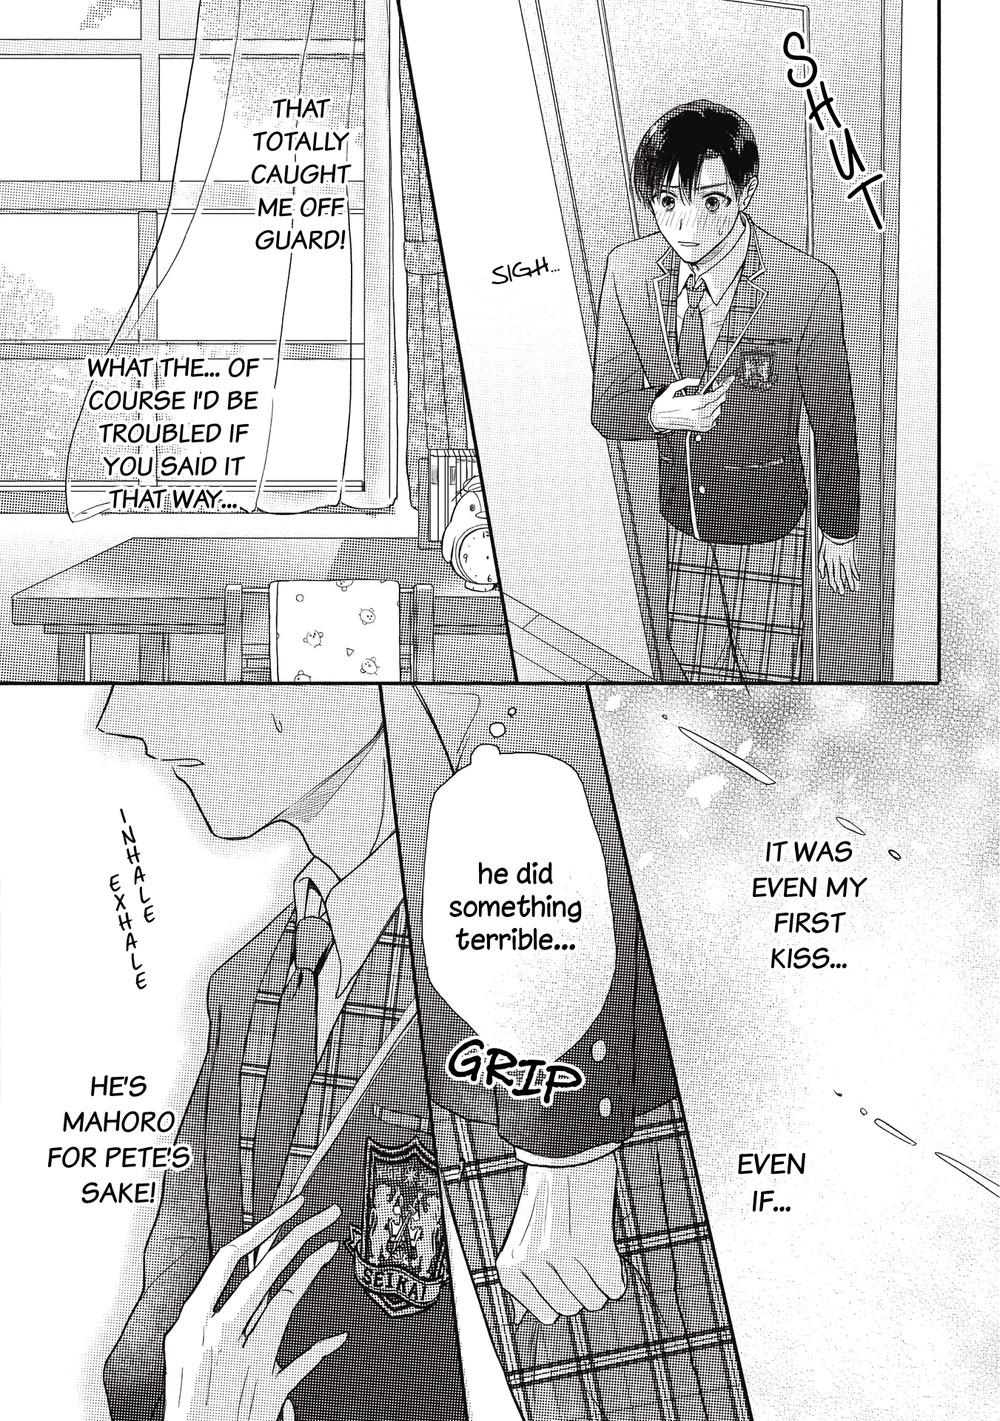 SHUT
SIGH...
THAT
TOTALLY
CAUGHT
ME OFF
GUARD!
WHAT THE... OF
COURSE I'D BE
TROUBLED IF
YOU SAID IT
THAT WAY...
IT WAS
EVEN MY
FIRST
KISS...
EVEN
IF...
he did
something
terrible...
GRIP
INHALE
EXHALE
HE'S
MAHORO
FOR PETE'S
SAKE!
SEIKAI